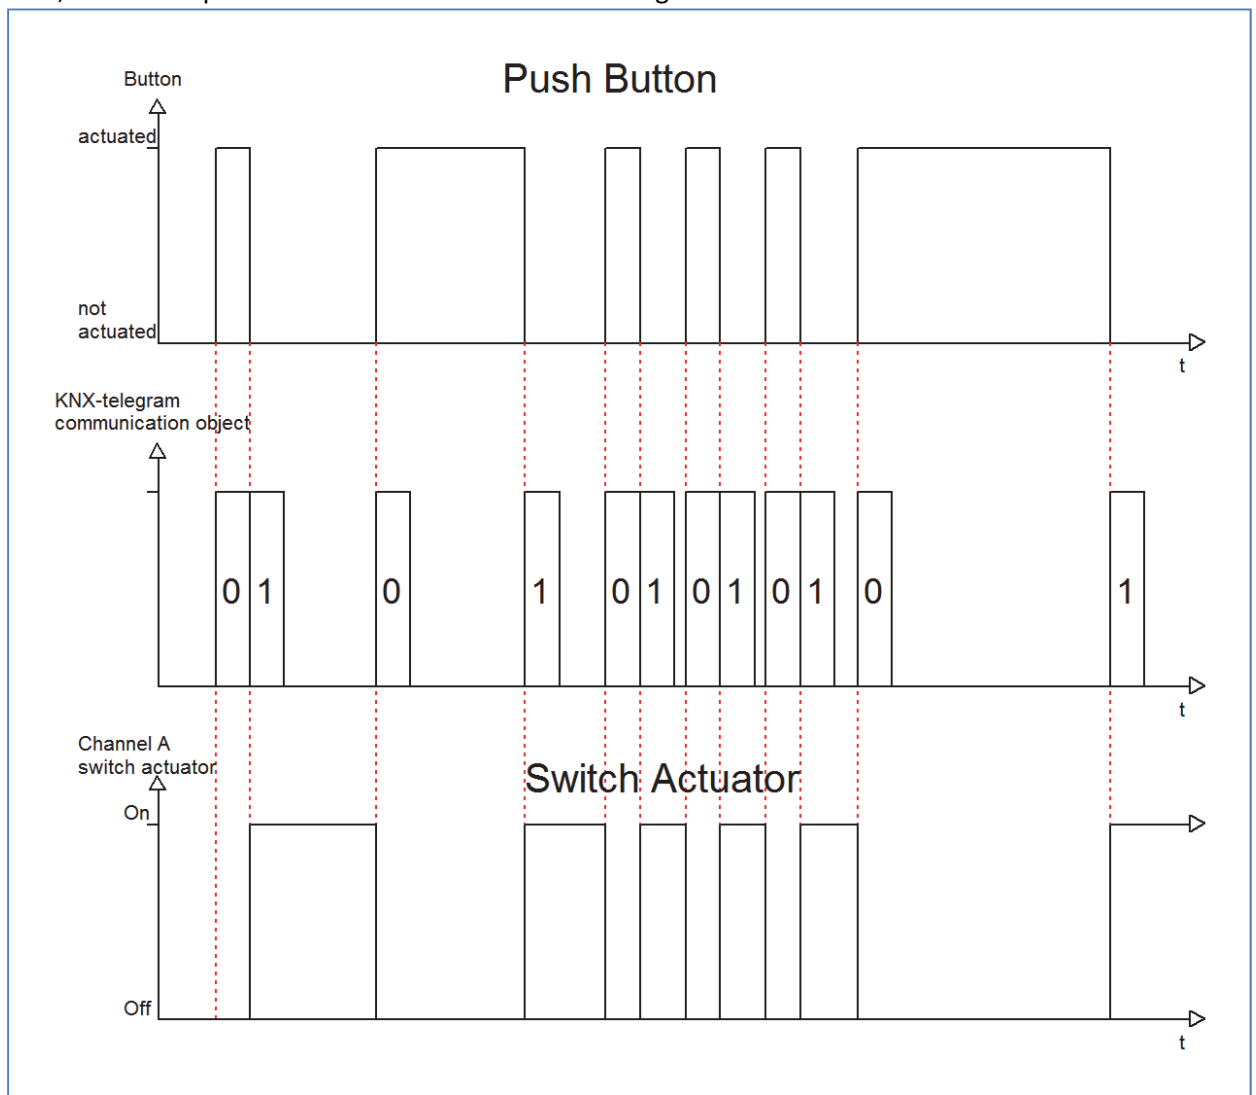 Button
Push Button
actuated
not
actuated
t
KNX-telegram
communication object
0 1 0 1 0 1 0 1 0 1 0 1
t
Channel A
switch actuator
Switch Actuator
On
Off
t